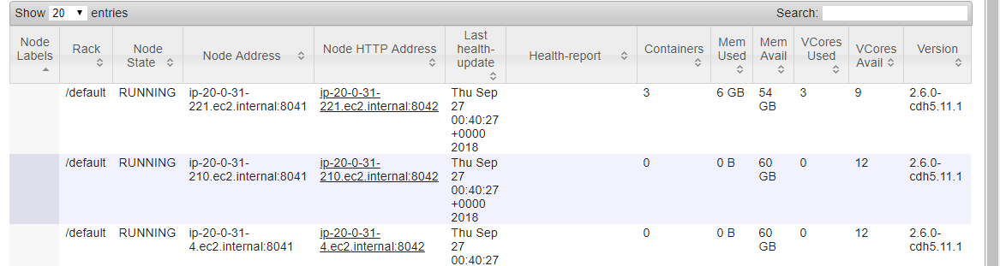 Show 20 entries Search:
Node Labels Rack Node State Node Address Node HTTP Address Last health-update Health-report Containers Mem Used Mem Avail VCores Used VCores Avail Version
/default RUNNING ip-20-0-31- ip-20-0-31- Thu Sep 3 6 GB 54 3 9 2.6.0-
221.ec2.internal:8041 221.ec2.internal:8042 27 GB cdh5.11.1
00:40:27
+0000
2018
/default RUNNING ip-20-0-31- ip-20-0-31- Thu Sep 0 0 B 60 0 12 2.6.0-
210.ec2.internal:8041 210.ec2.internal:8042 27 GB cdh5.11.1
00:40:27
+0000
2018
/default RUNNING ip-20-0-31- ip-20-0-31- Thu Sep 0 0 B 60 0 12 2.6.0-
4.ec2.internal:8041 4.ec2.internal:8042 27 GB cdh5.11.1
00:40:27